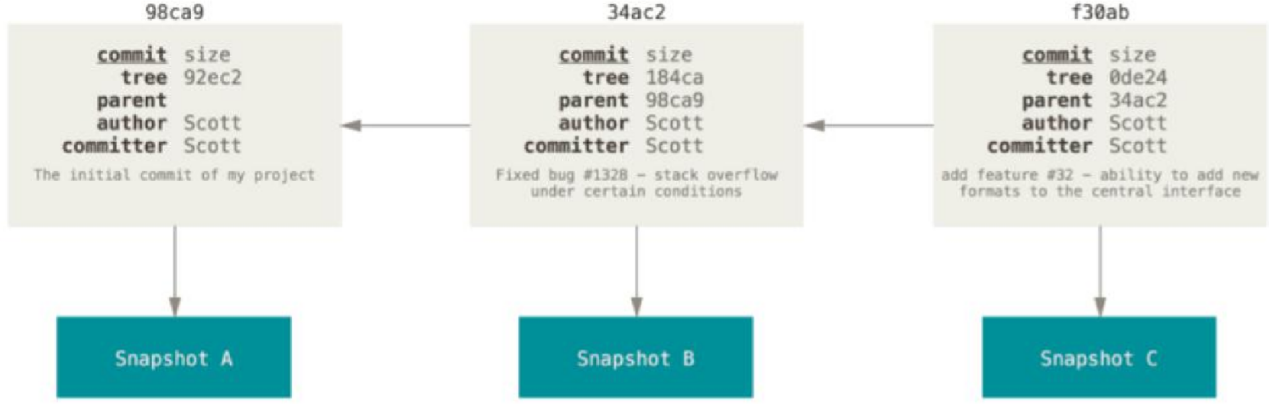 98ca9
commit size
tree 92ec2
parent
author Scott
committer Scott
The initial commit of my project
Snapshot A
34ac2
commit size
tree 184ca
parent 98ca9
author Scott
committer Scott
Fixed bug #1328 – stack overflow
under certain conditions
Snapshot B
f30ab
commit size
tree 0de24
parent 34ac2
author Scott
committer Scott
add feature #32 – ability to add new
formats to the central interface
Snapshot C